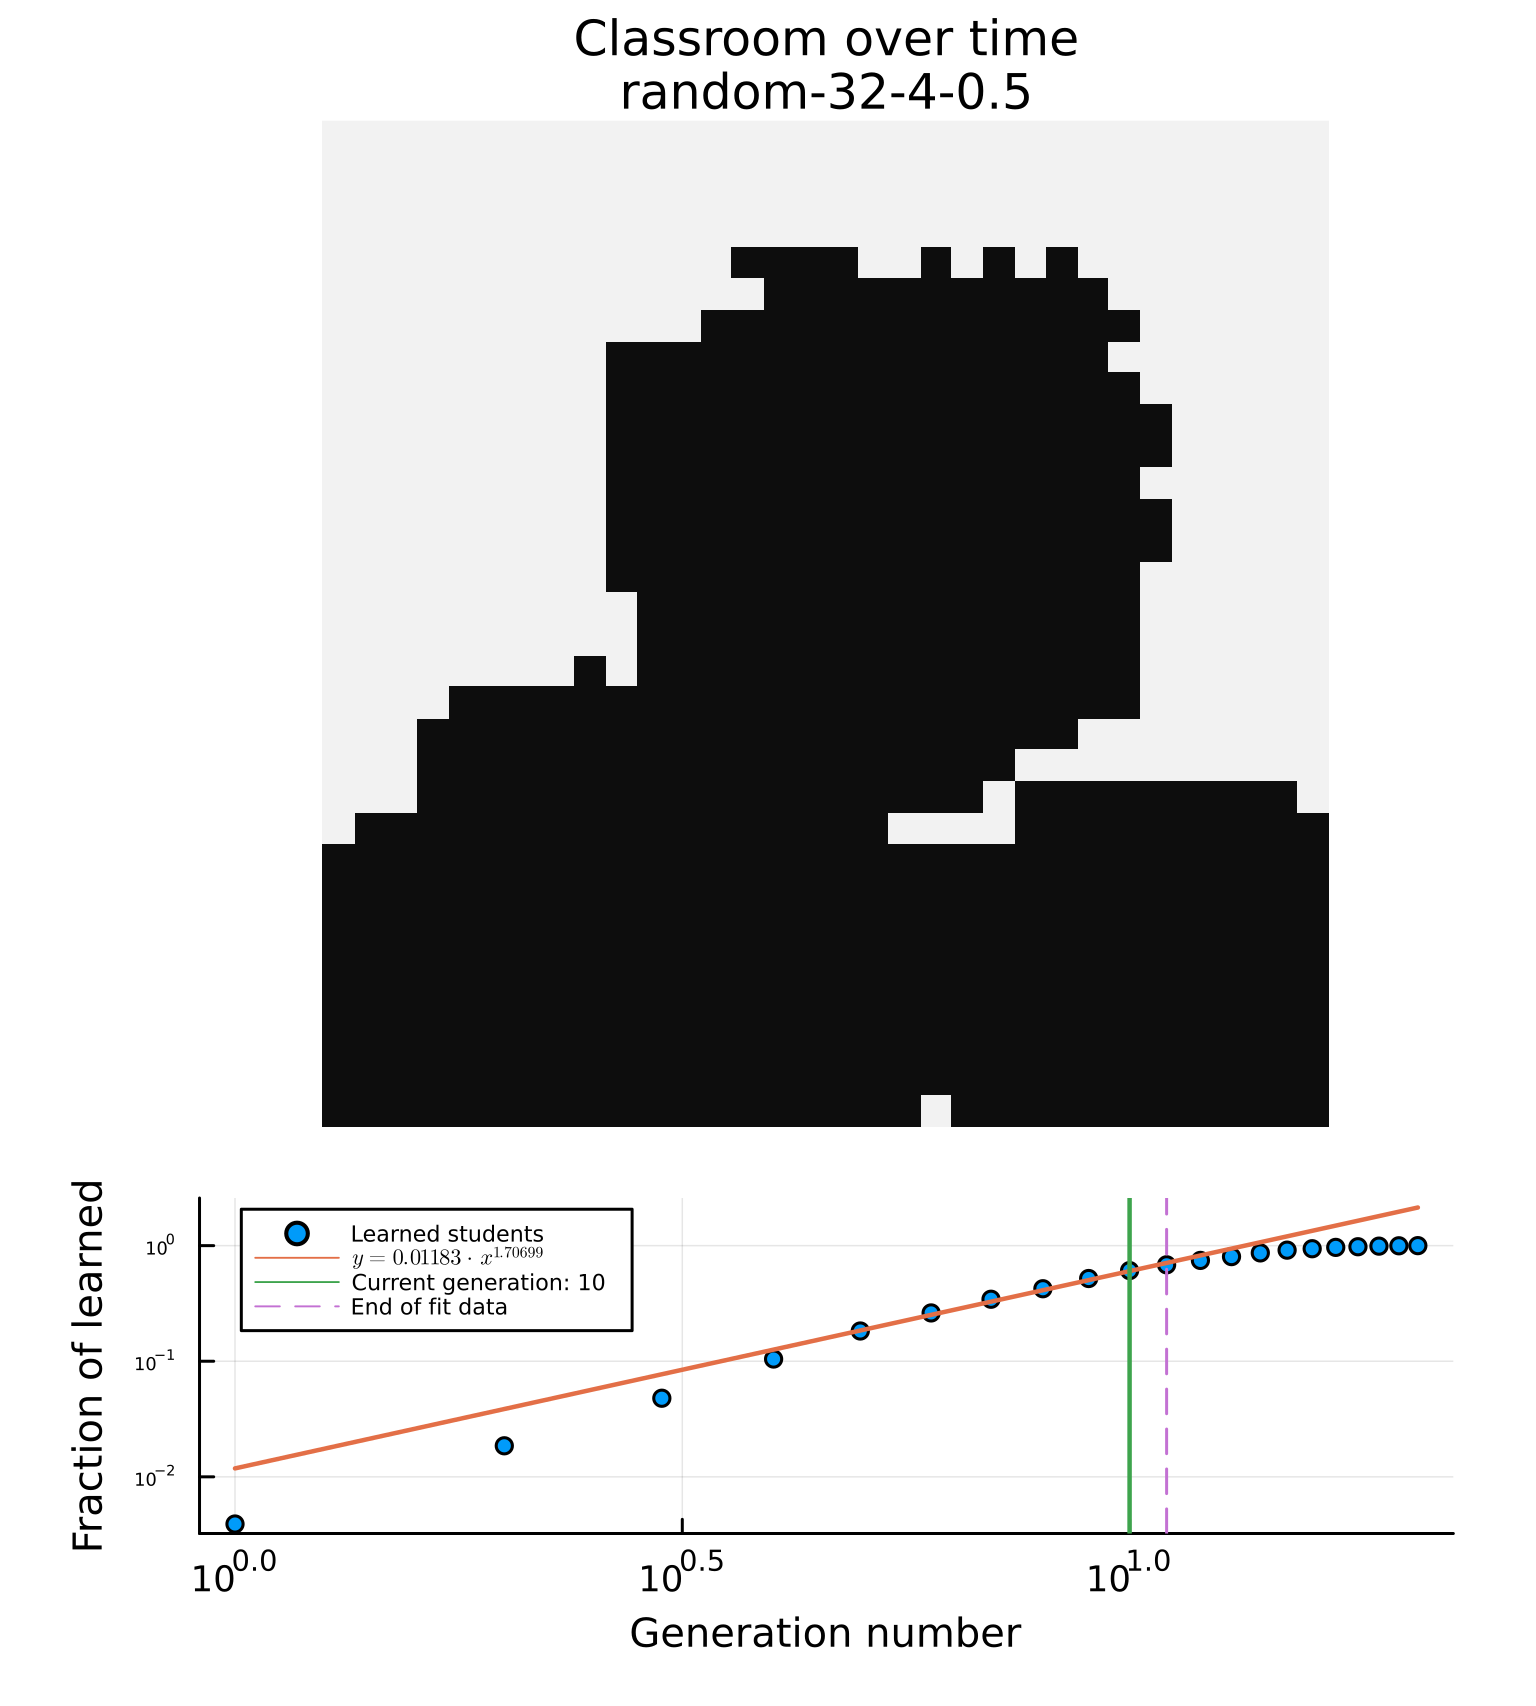 Classroom over time
random-32-4-0.5
Fraction of learned
10^0
10^−1
10^−2
Learned students
y = 0.01183 · x^1.70699
Current generation: 10
End of fit data
10^0.0 10^0.5 10^1.0
Generation number